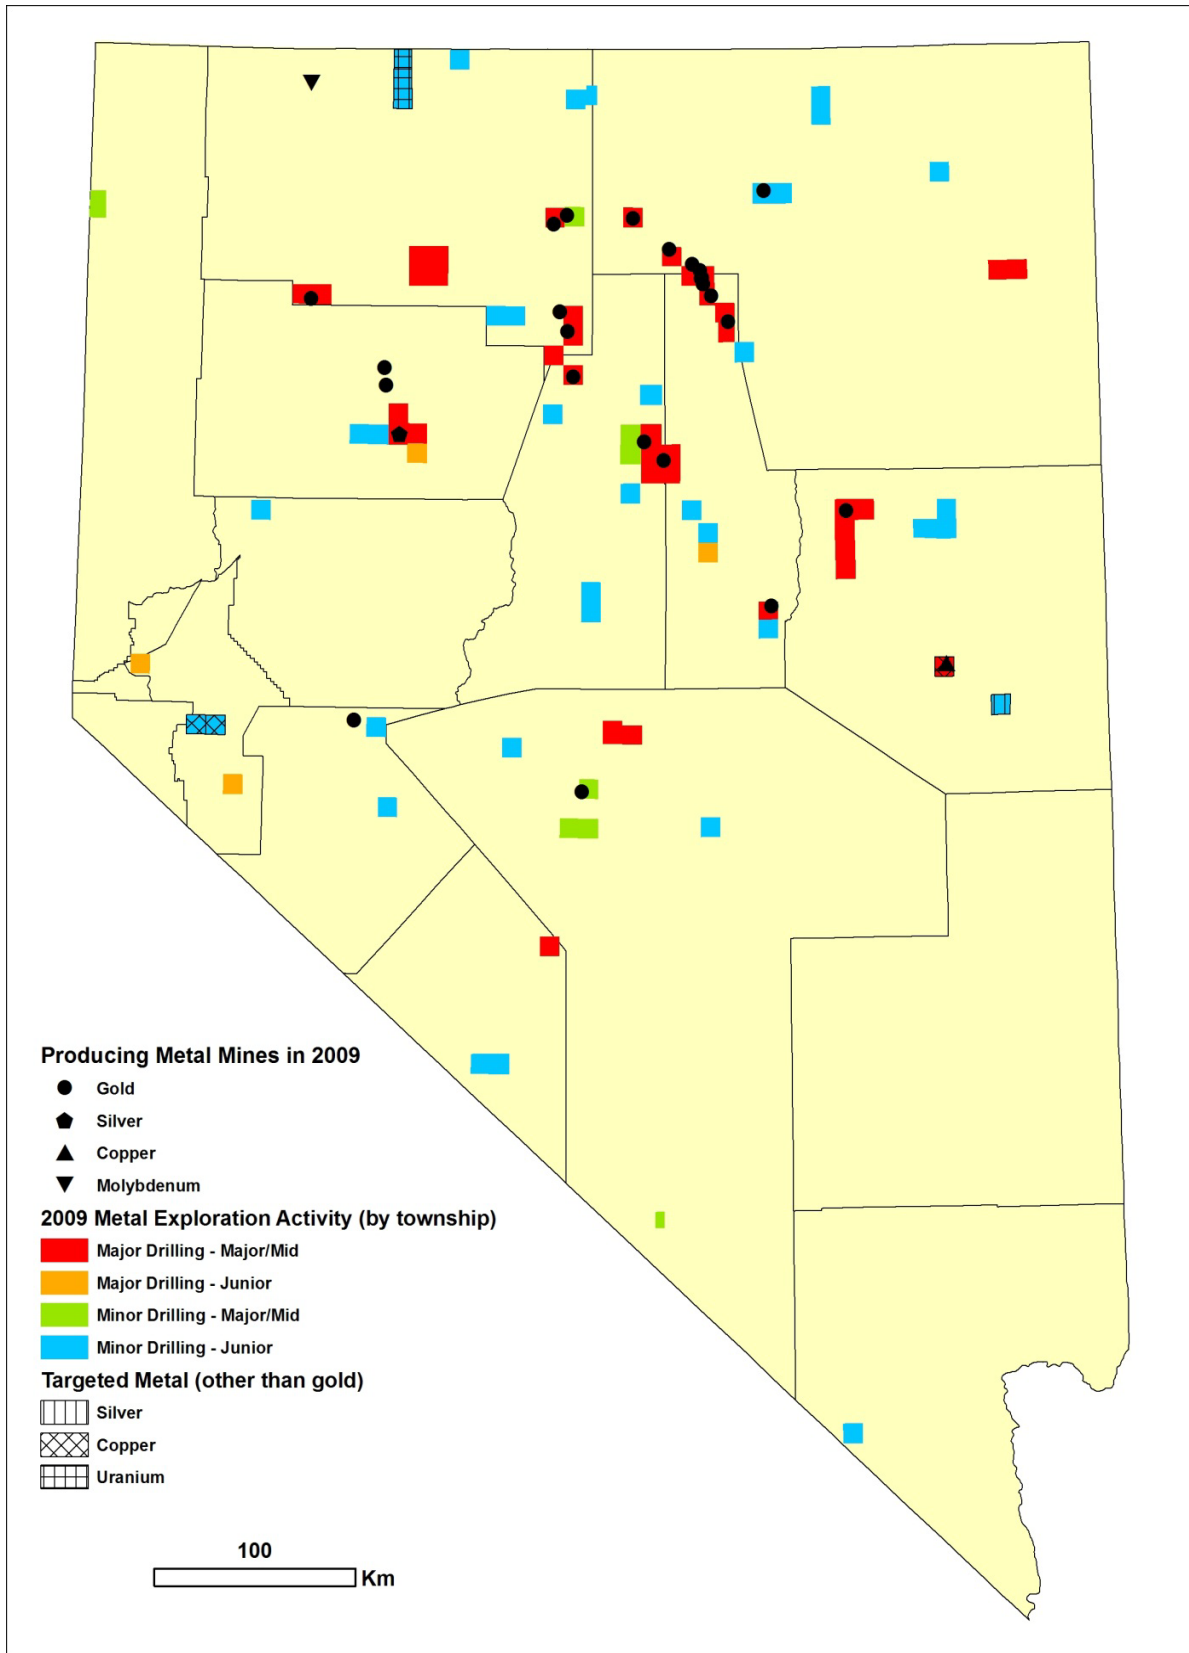 Producing Metal Mines in 2009
Gold
Silver
Copper
Molybdenum
2009 Metal Exploration Activity (by township)
Major Drilling - Major/Mid
Major Drilling - Junior
Minor Drilling - Major/Mid
Minor Drilling - Junior
Targeted Metal (other than gold)
Silver
Copper
Uranium
100
Km